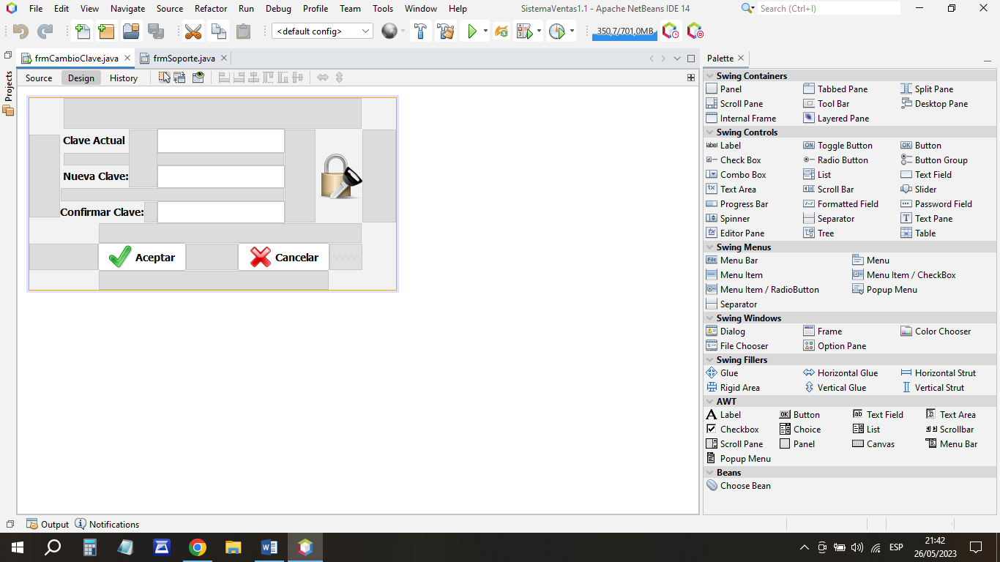 File Edit View Navigate Source Refactor Run Debug Profile Team Tools Window Help SistemaVentas1.1 - Apache NetBeans IDE 14 Search (Ctrl+I)
<default config> 350,7/701,0MB
frmCambioClave.java frmSoporte.java Palette
Source Design History
Projects
Clave Actual
Nueva Clave:
Confirmar Clave:
Aceptar Cancelar
Swing Containers
Panel Tabbed Pane Split Pane
Scroll Pane Tool Bar Desktop Pane
Internal Frame Layered Pane
Swing Controls
label Label ON Toggle Button OK Button
Check Box Radio Button Button Group
Combo Box List Text Field
tx Text Area Scroll Bar Slider
Progress Bar Formatted Field Password Field
Spinner Separator T Text Pane
Editor Pane Tree Table
Swing Menus
File Menu Bar Menu
Menu Item Menu Item / CheckBox
Menu Item / RadioButton Popup Menu
Separator
Swing Windows
Dialog Frame Color Chooser
File Chooser Option Pane
Swing Fillers
Glue Horizontal Glue Horizontal Strut
Rigid Area Vertical Glue Vertical Strut
AWT
A Label OK Button ab Text Field Text Area
Checkbox Choice List Scrollbar
Scroll Pane Panel Canvas Menu Bar
Popup Menu
Beans
Choose Bean
Output Notifications
ESP 21:42
26/05/2023